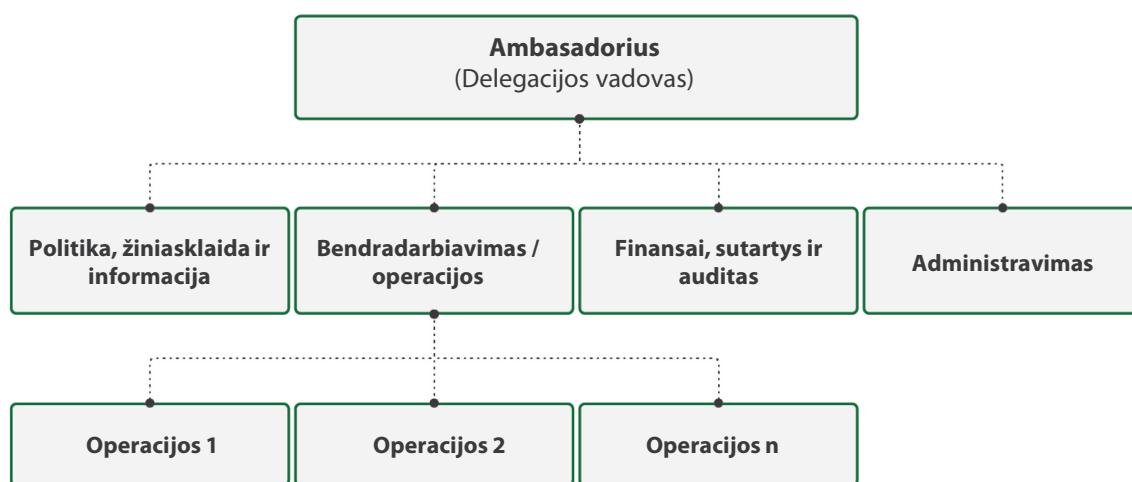 Ambasadorius
(Delegacijos vadovas)
Politika, žiniasklaida ir
informacija
Bendradarbiavimas /
operacijos
Finansai, sutartys ir
auditas
Administravimas
Operacijos 1
Operacijos 2
Operacijos n